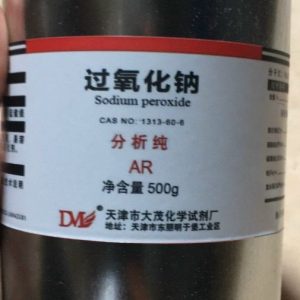 过氧化钠
Sodium peroxide
CAS NO: 1313-60-6
分析纯
AR
净含量 500g
DM® 天津市大茂化学试剂厂
地址：天津市东丽明子堡工业区